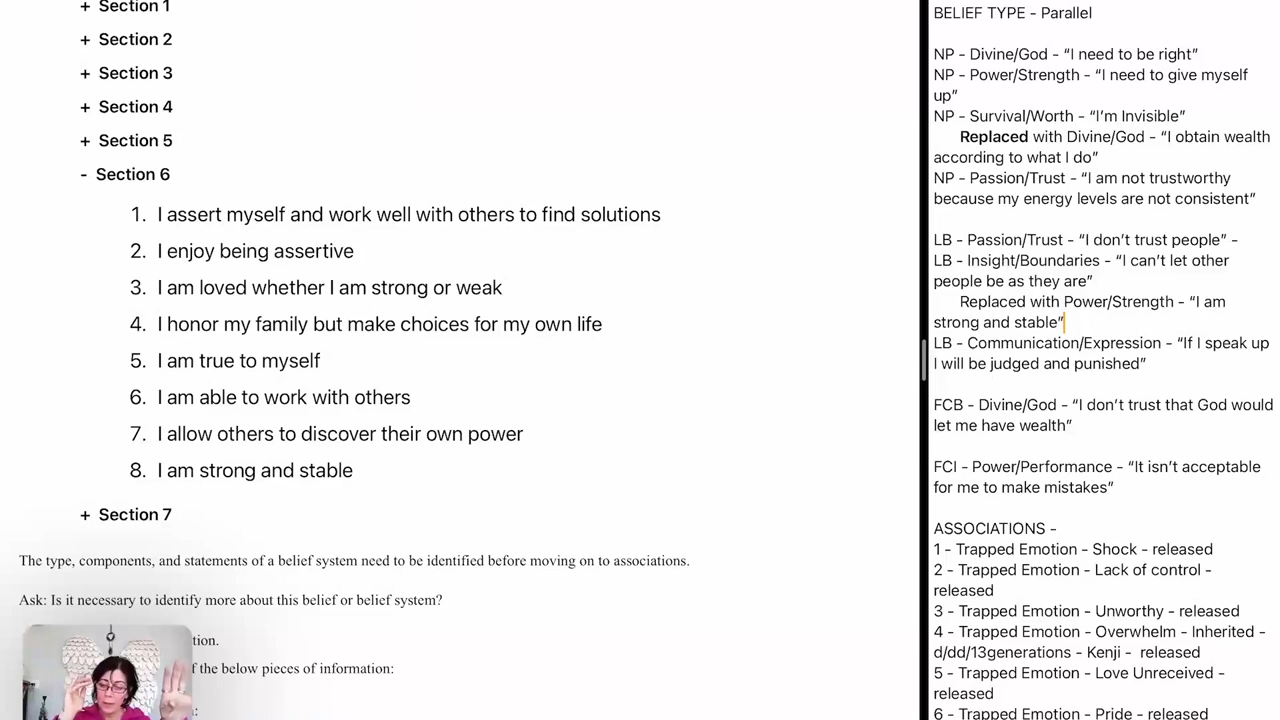 + Section 1
+ Section 2
+ Section 3
+ Section 4
+ Section 5
- Section 6
1. I assert myself and work well with others to find solutions
2. I enjoy being assertive
3. I am loved whether I am strong or weak
4. I honor my family but make choices for my own life
5. I am true to myself
6. I am able to work with others
7. I allow others to discover their own power
8. I am strong and stable
+ Section 7
The type, components, and statements of a belief system need to be identified before moving on to associations.
Ask: Is it necessary to identify more about this belief or belief system?
tion.
f the below pieces of information:
BELIEF TYPE - Parallel
NP - Divine/God - “I need to be right”
NP - Power/Strength - “I need to give myself
up”
NP - Survival/Worth - “I’m Invisible”
Replaced with Divine/God - “I obtain wealth
according to what I do”
NP - Passion/Trust - “I am not trustworthy
because my energy levels are not consistent”
LB - Passion/Trust - “I don’t trust people” -
LB - Insight/Boundaries - “I can’t let other
people be as they are”
Replaced with Power/Strength - “I am
strong and stable”
LB - Communication/Expression - “If I speak up
I will be judged and punished”
FCB - Divine/God - “I don’t trust that God would
let me have wealth”
FCI - Power/Performance - “It isn’t acceptable
for me to make mistakes”
ASSOCIATIONS -
1 - Trapped Emotion - Shock - released
2 - Trapped Emotion - Lack of control -
released
3 - Trapped Emotion - Unworthy - released
4 - Trapped Emotion - Overwhelm - Inherited -
d/dd/13generations - Kenji - released
5 - Trapped Emotion - Love Unreceived -
released
6 - Trapped Emotion - Pride - released